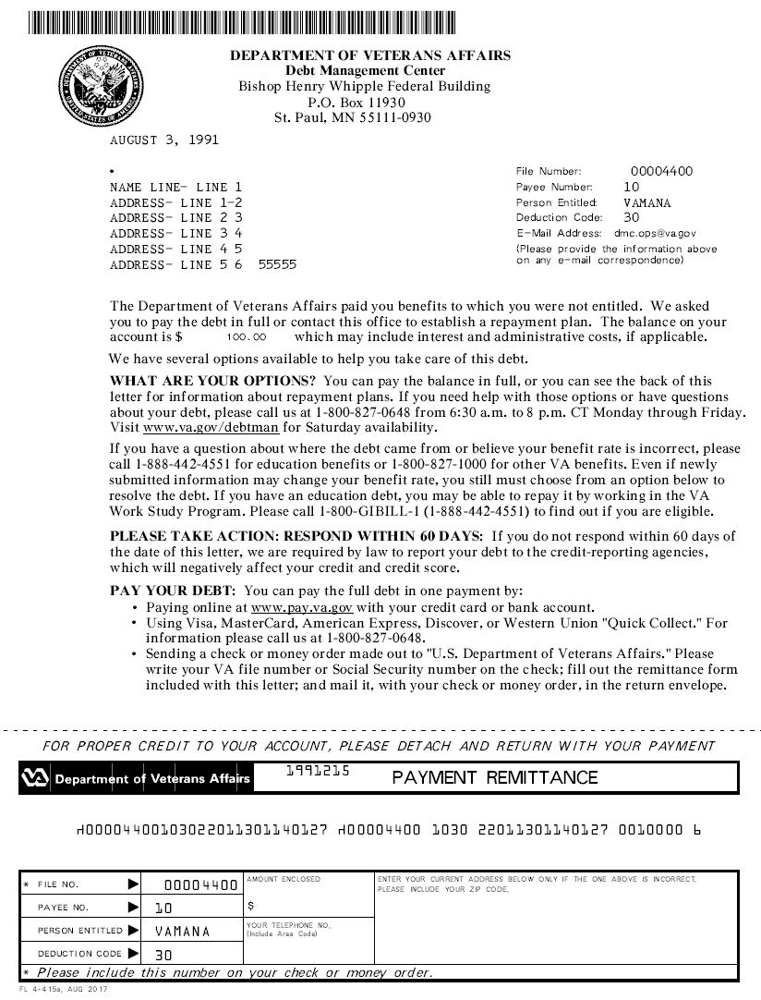 DEPARTMENT OF VETERANS AFFAIRS
Debt Management Center
Bishop Henry Whipple Federal Building
P.O. Box 11930
St. Paul, MN 55111-0930
DEPARTMENT OF VETERANS AFFAIRS
UNITED STATES OF AMERICA
AUGUST 3, 1991
•
NAME LINE- LINE 1
ADDRESS- LINE 1-2
ADDRESS- LINE 2 3
ADDRESS- LINE 3 4
ADDRESS- LINE 4 5
ADDRESS- LINE 5 6 55555
File Number: 00004400
Payee Number: 10
Person Entitled: VAMANA
Deduction Code: 30
E-Mail Address: dmc.ops@va.gov
(Please provide the information above
on any e-mail correspondence)
The Department of Veterans Affairs paid you benefits to which you were not entitled. We asked
you to pay the debt in full or contact this office to establish a repayment plan. The balance on your
account is $ 100.00 which may include interest and administrative costs, if applicable.
We have several options available to help you take care of this debt.
WHAT ARE YOUR OPTIONS? You can pay the balance in full, or you can see the back of this
letter for information about repayment plans. If you need help with those options or have questions
about your debt, please call us at 1-800-827-0648 from 6:30 a.m. to 8 p.m. CT Monday through Friday.
Visit www.va.gov/debtman for Saturday availability.
If you have a question about where the debt came from or believe your benefit rate is incorrect, please
call 1-888-442-4551 for education benefits or 1-800-827-1000 for other VA benefits. Even if newly
submitted information may change your benefit rate, you still must choose from an option below to
resolve the debt. If you have an education debt, you may be able to repay it by working in the VA
Work Study Program. Please call 1-800-GIBILL-1 (1-888-442-4551) to find out if you are eligible.
PLEASE TAKE ACTION: RESPOND WITHIN 60 DAYS: If you do not respond within 60 days of
the date of this letter, we are required by law to report your debt to the credit-reporting agencies,
which will negatively affect your credit and credit score.
PAY YOUR DEBT: You can pay the full debt in one payment by:
• Paying online at www.pay.va.gov with your credit card or bank account.
• Using Visa, MasterCard, American Express, Discover, or Western Union "Quick Collect." For
information please call us at 1-800-827-0648.
• Sending a check or money order made out to "U.S. Department of Veterans Affairs." Please
write your VA file number or Social Security number on the check; fill out the remittance form
included with this letter; and mail it, with your check or money order, in the return envelope.
FOR PROPER CREDIT TO YOUR ACCOUNT, PLEASE DETACH AND RETURN WITH YOUR PAYMENT
VA Department of Veterans Affairs 1991215 PAYMENT REMITTANCE
⑁00004400103022011301140127 ⑁00004400 1030 22011301140127 0010000 6
* FILE NO. ▶ 00004400
PAYEE NO. ▶ 10
PERSON ENTITLED ▶ VAMANA
DEDUCTION CODE ▶ 30
AMOUNT ENCLOSED
$
YOUR TELEPHONE NO.
(Include Area Code)
ENTER YOUR CURRENT ADDRESS BELOW ONLY IF THE ONE ABOVE IS INCORRECT,
PLEASE INCLUDE YOUR ZIP CODE,
* Please include this number on your check or money order.
FL 4-415a, AUG 2017